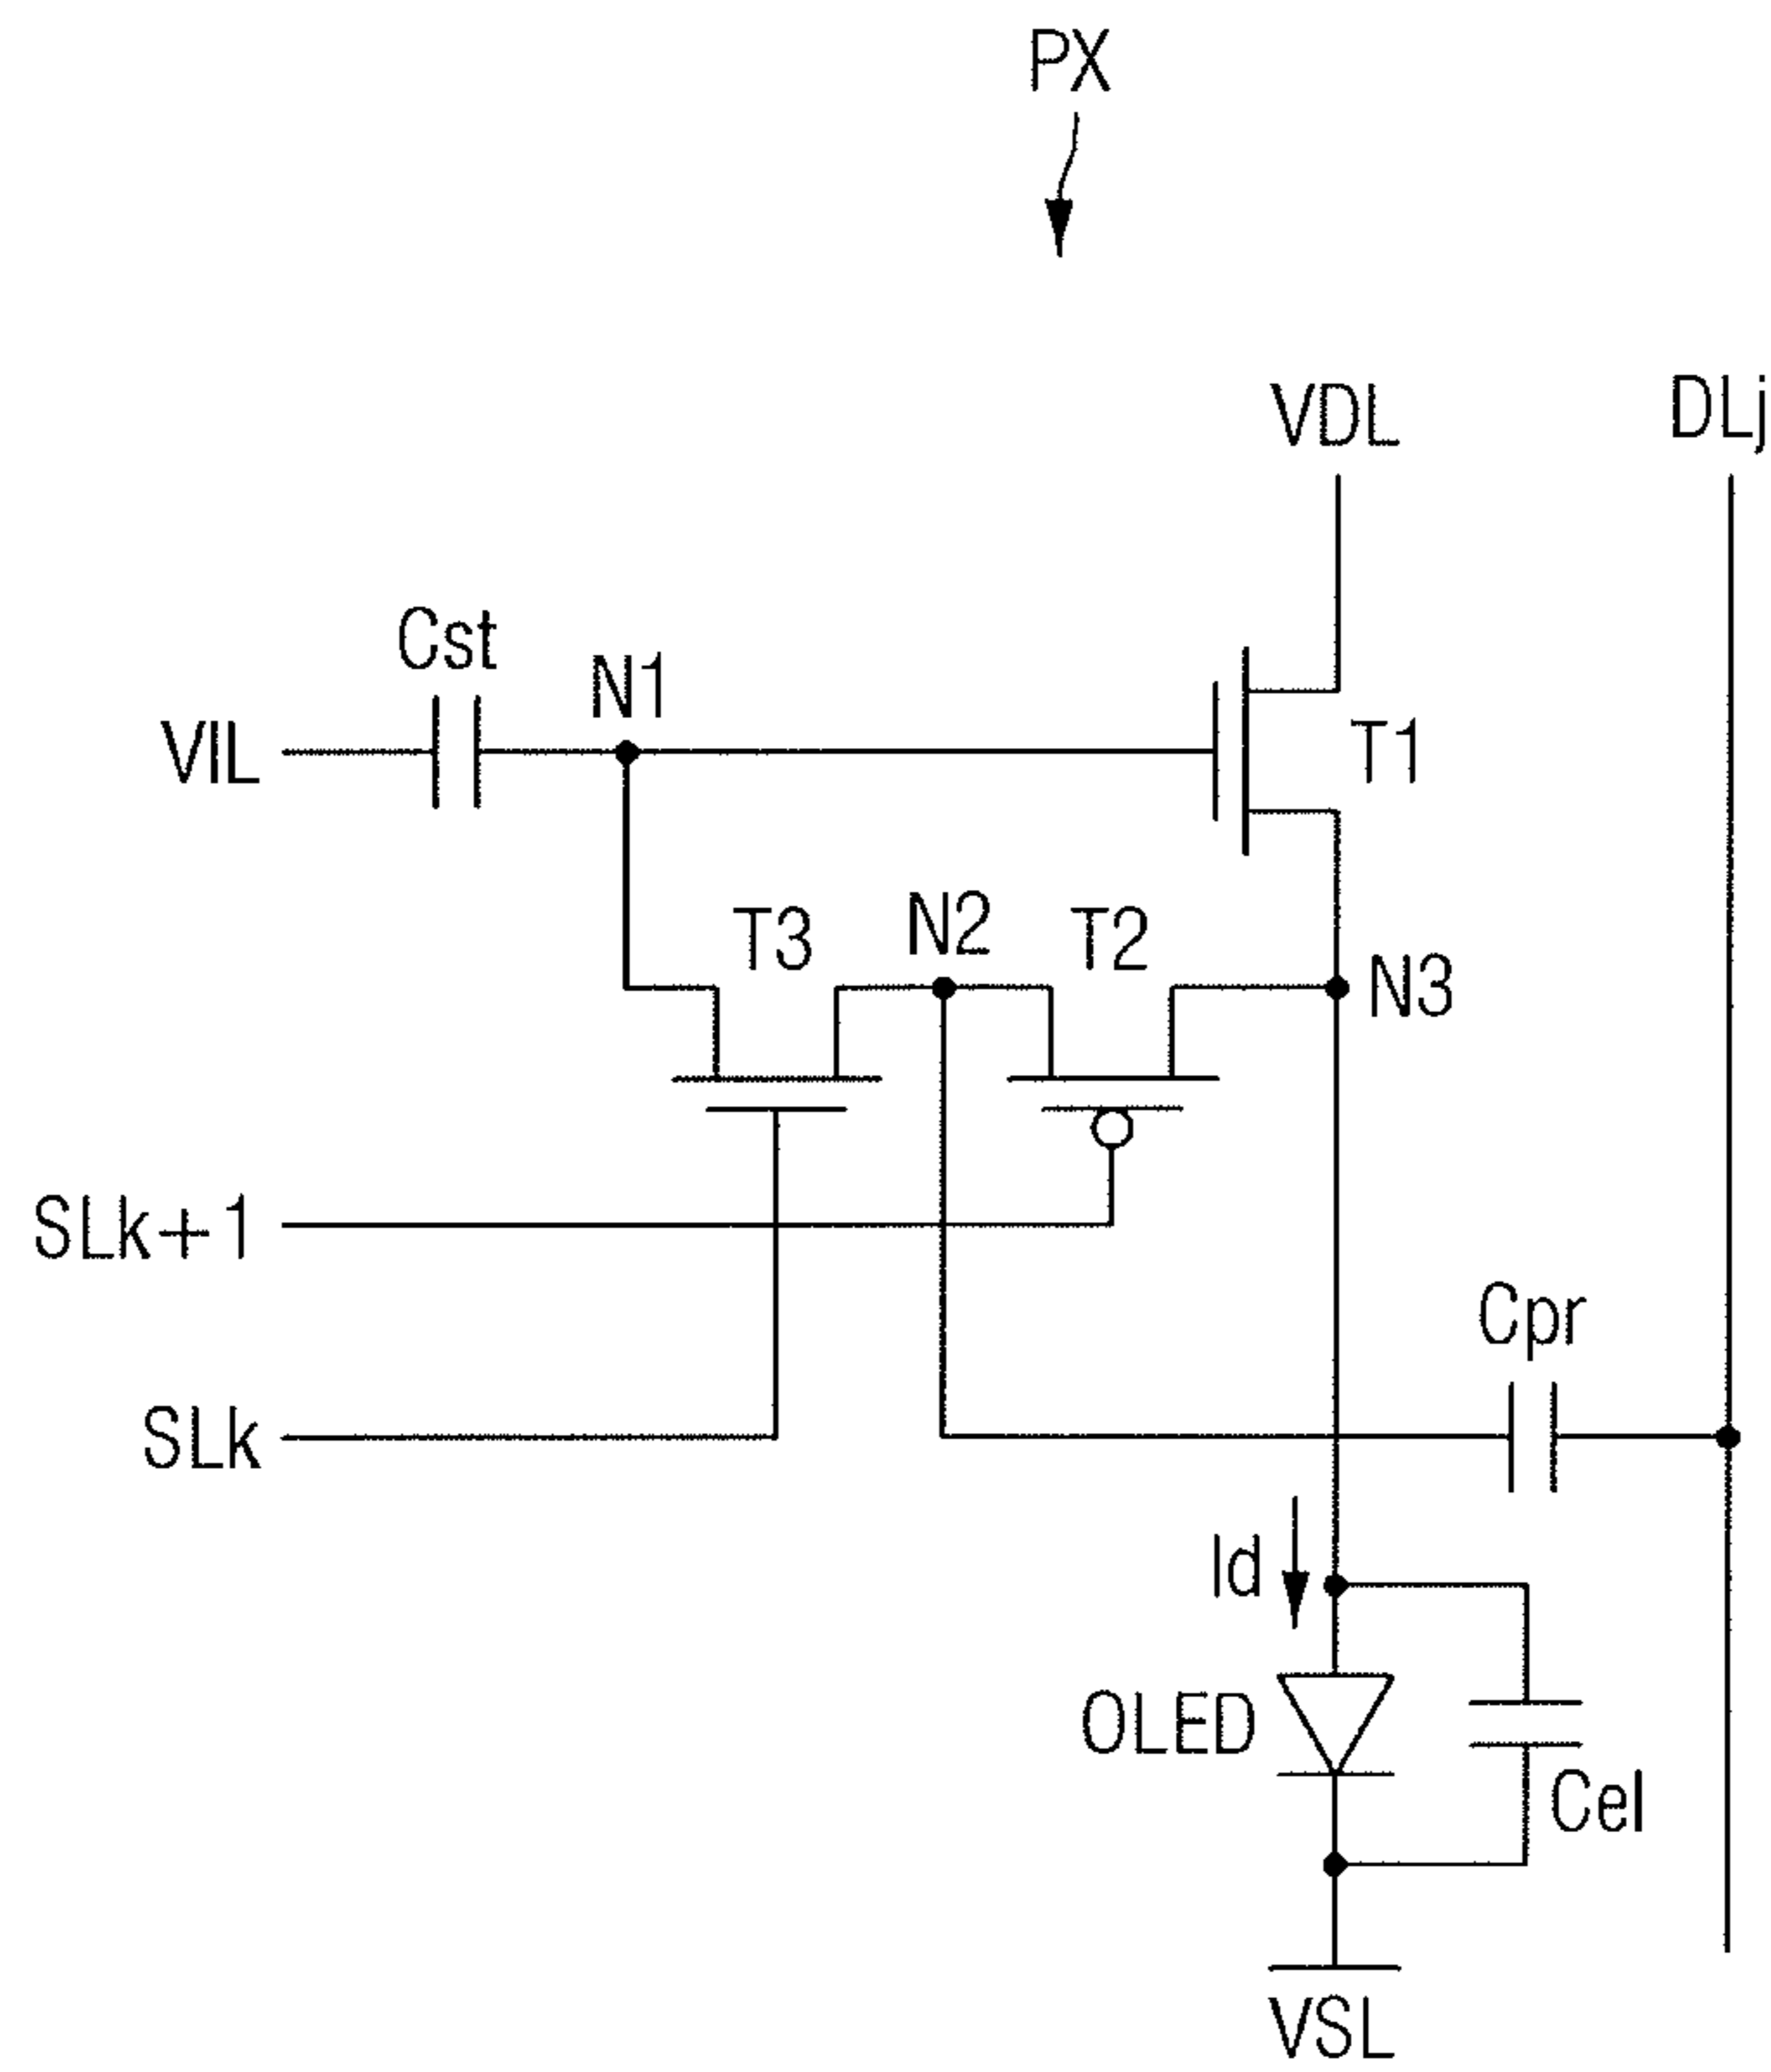 PX
VDL
DLj
Cst
N1
VIL
T1
T3
N2
T2
N3
SLk+1
Cpr
SLk
Id
OLED
Cel
VSL